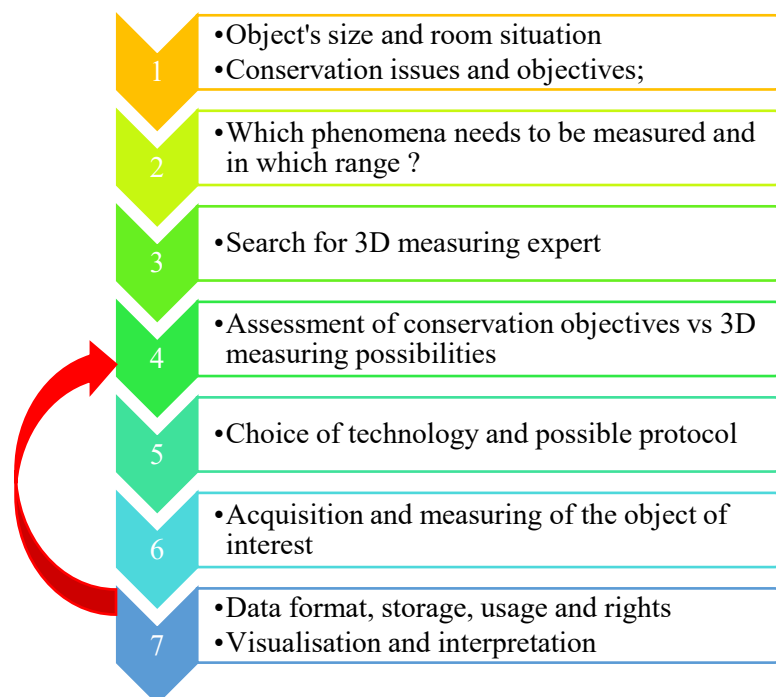 1
•Object's size and room situation
•Conservation issues and objectives;
2
•Which phenomena needs to be measured and
in which range ?
3
•Search for 3D measuring expert
4
•Assessment of conservation objectives vs 3D
measuring possibilities
5
•Choice of technology and possible protocol
6
•Acquisition and measuring of the object of
interest
7
•Data format, storage, usage and rights
•Visualisation and interpretation